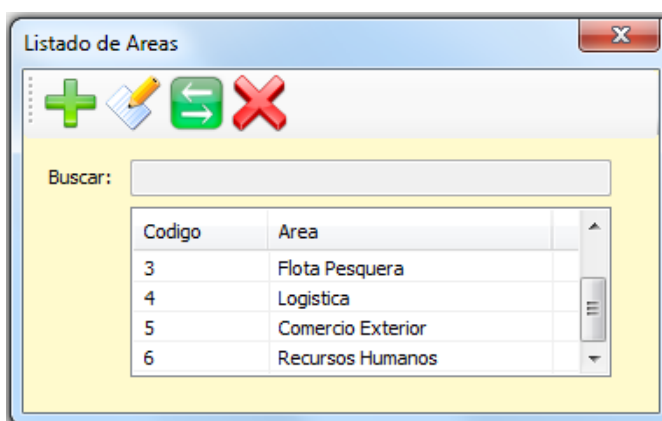 Listado de Areas
Buscar:
Codigo Area
3 Flota Pesquera
4 Logistica
5 Comercio Exterior
6 Recursos Humanos